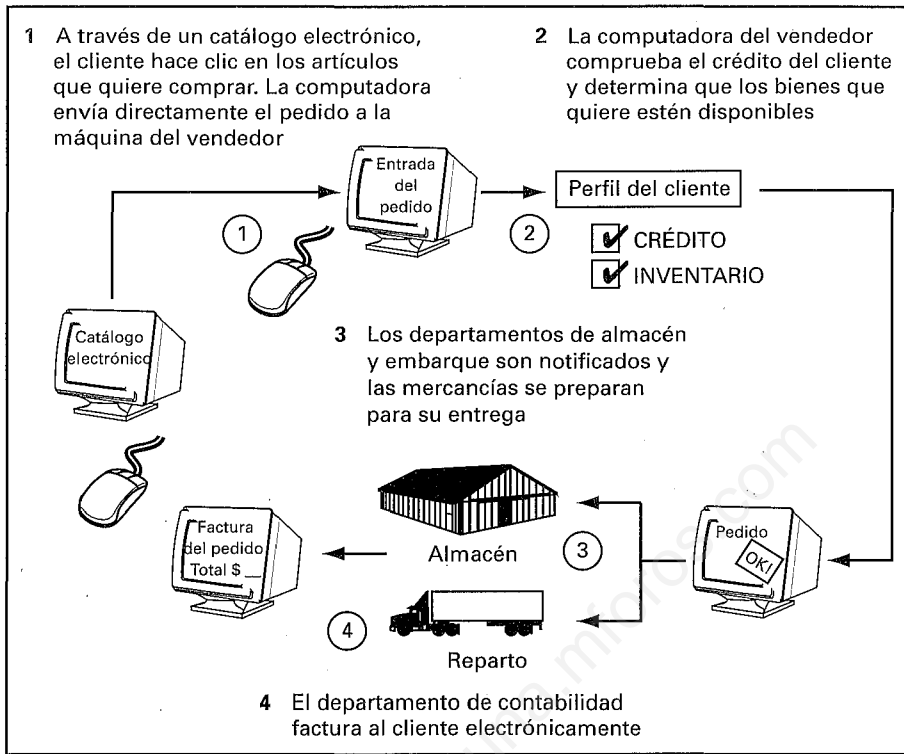 1 A través de un catálogo electrónico,
el cliente hace clic en los artículos
que quiere comprar. La computadora
envía directamente el pedido a la
máquina del vendedor
2 La computadora del vendedor
comprueba el crédito del cliente
y determina que los bienes que
quiere estén disponibles
Entrada
del
pedido
Perfil del cliente
1
2
CRÉDITO
INVENTARIO
Catálogo
electrónico
3 Los departamentos de almacén
y embarque son notificados y
las mercancías se preparan
para su entrega
Factura
del pedido
Total $ __
Almacén
3
Pedido
OK!
4
Reparto
4 El departamento de contabilidad
factura al cliente electrónicamente